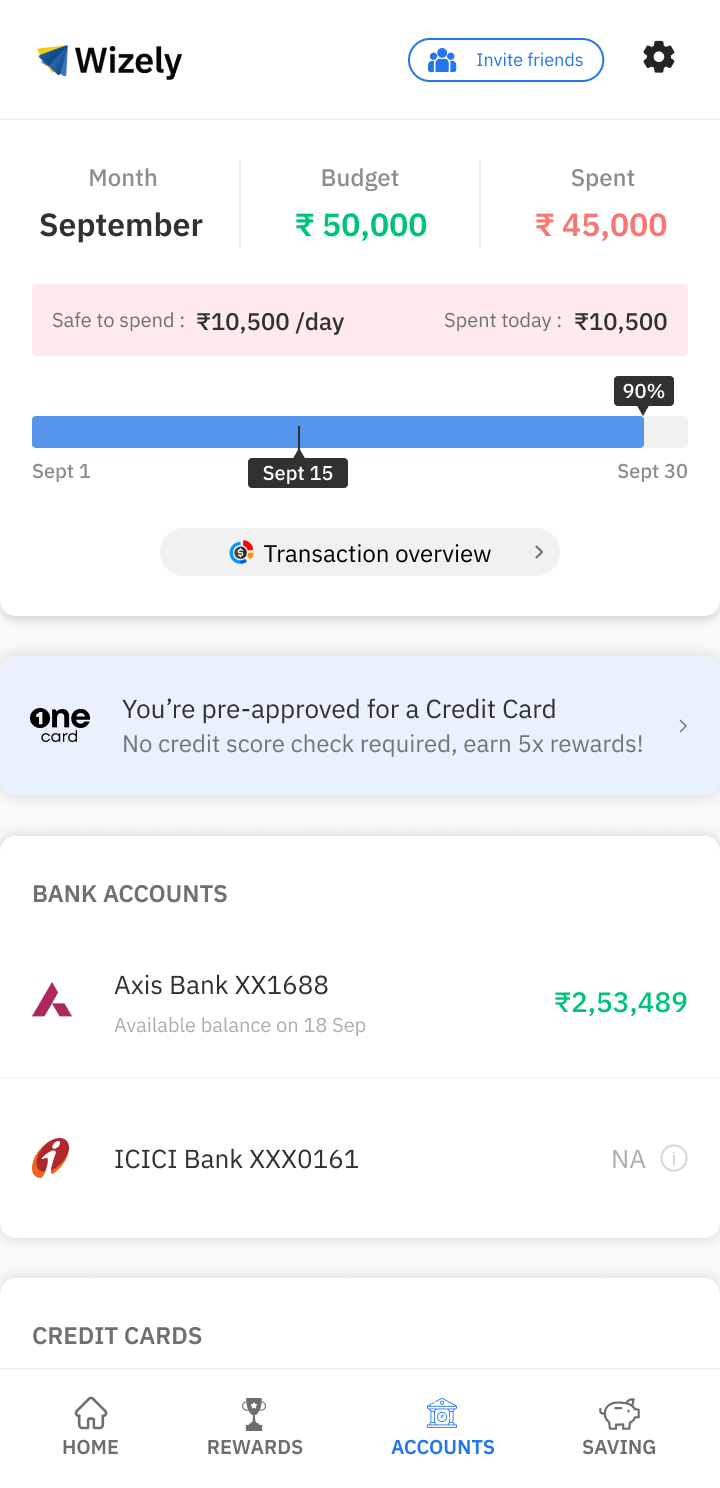 Wizely
Invite friends
Month Budget Spent
September ₹ 50,000 ₹ 45,000
Safe to spend : ₹10,500 /day Spent today : ₹10,500
90%
Sept 1 Sept 15 Sept 30
$ Transaction overview
1one
card
You’re pre-approved for a Credit Card
No credit score check required, earn 5x rewards!
BANK ACCOUNTS
Axis Bank XX1688
₹2,53,489
Available balance on 18 Sep
ICICI Bank XXX0161 NA i
CREDIT CARDS
HOME REWARDS ACCOUNTS SAVING